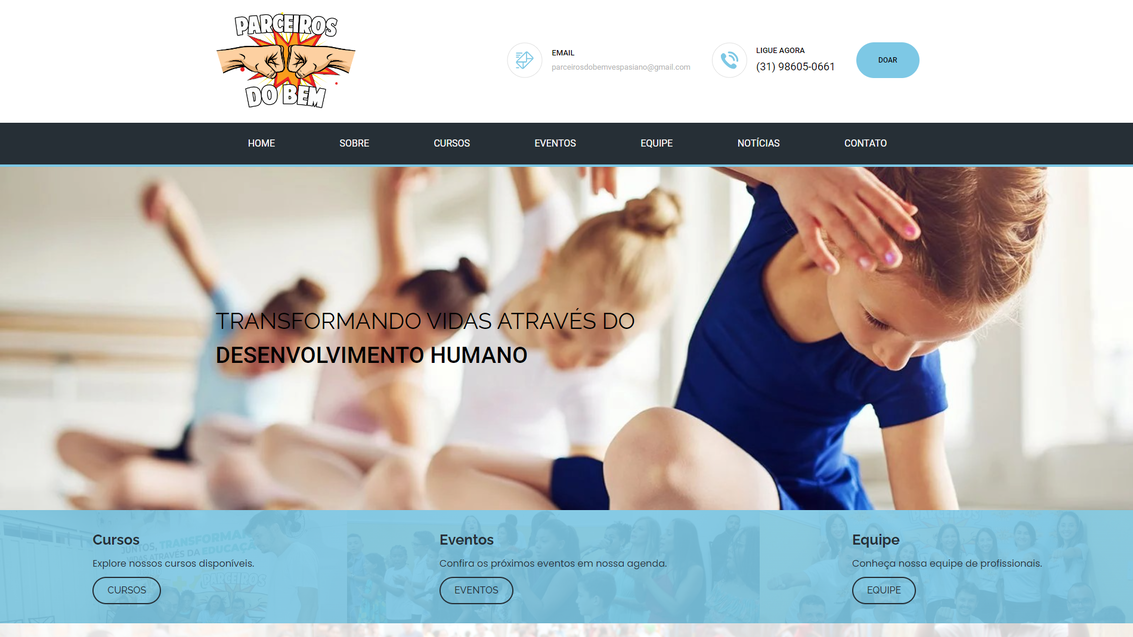 PARCEIROS
DO BEM
EMAIL
parceirosdobemvespasiano@gmail.com
LIGUE AGORA
(31) 98605-0661
DOAR
HOME
SOBRE
CURSOS
EVENTOS
EQUIPE
NOTÍCIAS
CONTATO
TRANSFORMANDO VIDAS ATRAVÉS DO
DESENVOLVIMENTO HUMANO
Cursos
Explore nossos cursos disponíveis.
CURSOS
Eventos
Confira os próximos eventos em nossa agenda.
EVENTOS
Equipe
Conheça nossa equipe de profissionais.
EQUIPE